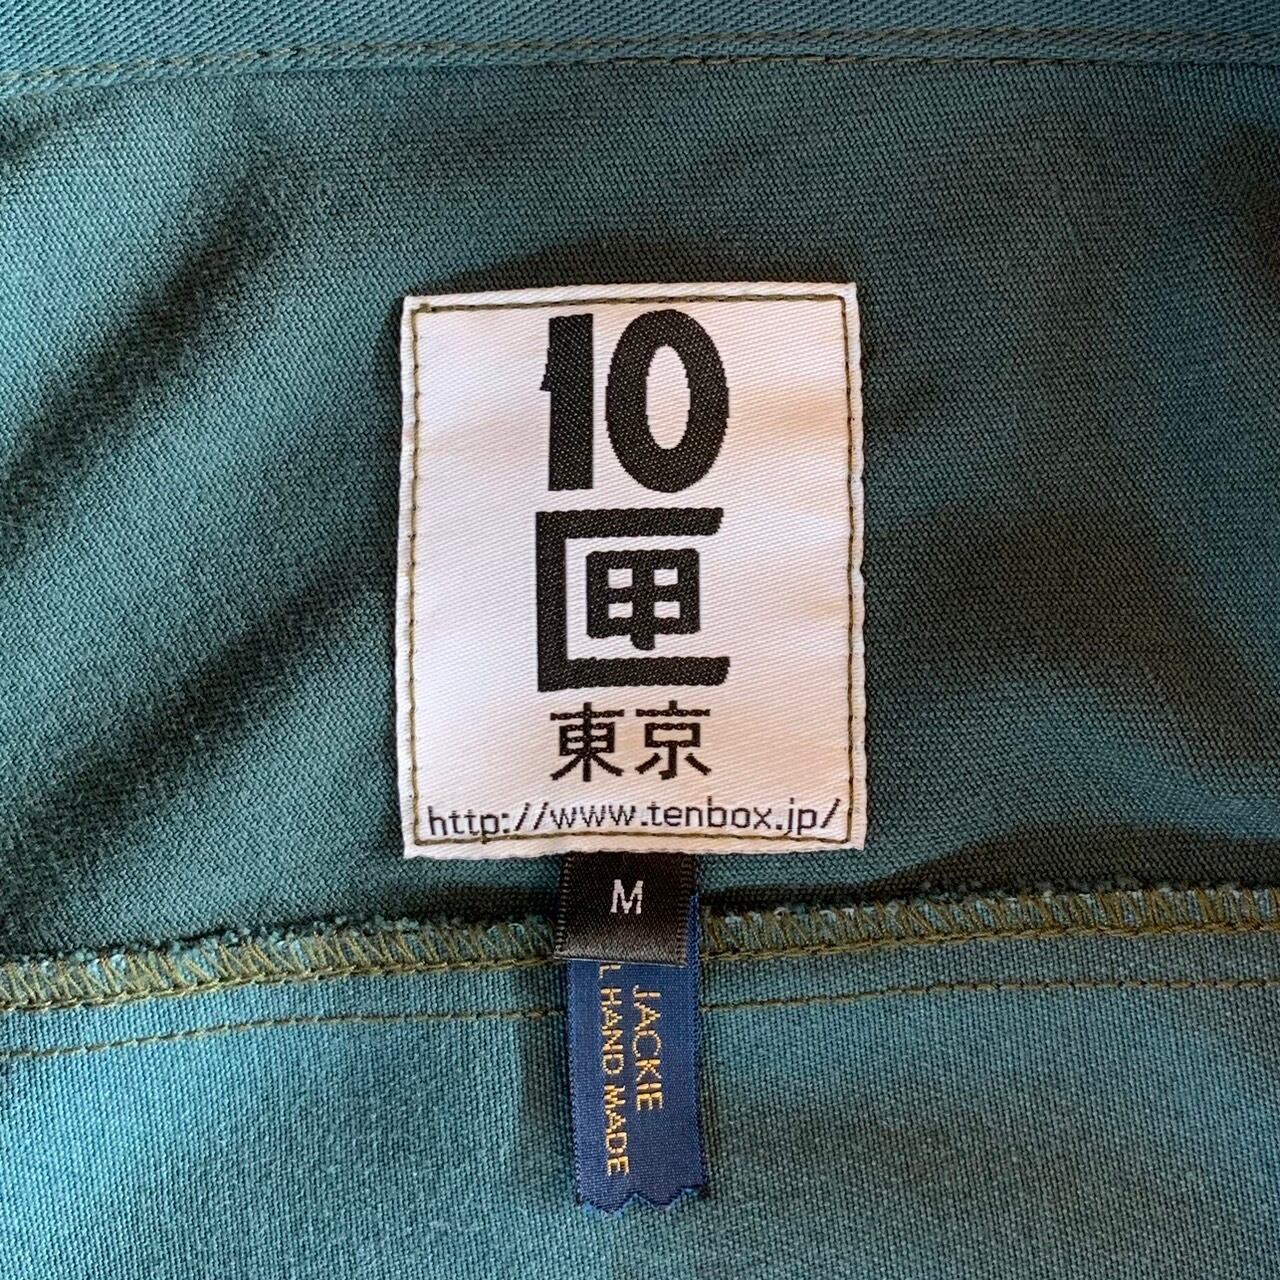 10
匣
東京
http://www.tenbox.jp/
M
JACKIE
L HAND MADE